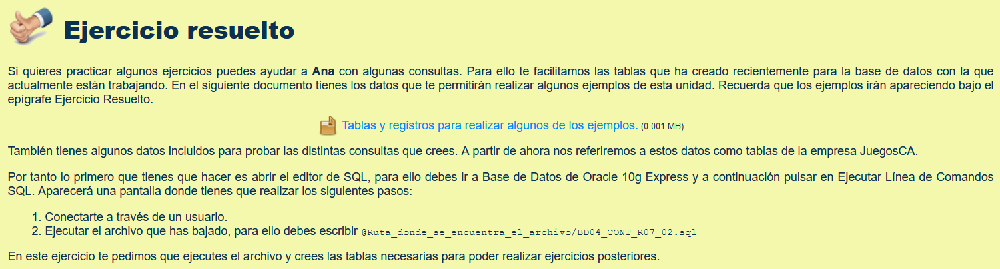 Ejercicio resuelto
Si quieres practicar algunos ejercicios puedes ayudar a Ana con algunas consultas. Para ello te facilitamos las tablas que ha creado recientemente para la base de datos con la que
actualmente están trabajando. En el siguiente documento tienes los datos que te permitirán realizar algunos ejemplos de esta unidad. Recuerda que los ejemplos irán apareciendo bajo el
epígrafe Ejercicio Resuelto.
Tablas y registros para realizar algunos de los ejemplos. (0.001 MB)
También tienes algunos datos incluidos para probar las distintas consultas que crees. A partir de ahora nos referiremos a estos datos como tablas de la empresa JuegosCA.
Por tanto lo primero que tienes que hacer es abrir el editor de SQL, para ello debes ir a Base de Datos de Oracle 10g Express y a continuación pulsar en Ejecutar Línea de Comandos
SQL. Aparecerá una pantalla donde tienes que realizar los siguientes pasos:
1. Conectarte a través de un usuario.
2. Ejecutar el archivo que has bajado, para ello debes escribir @Ruta_donde_se_encuentra_el_archivo/BD04_CONT_R07_02.sql
En este ejercicio te pedimos que ejecutes el archivo y crees las tablas necesarias para poder realizar ejercicios posteriores.